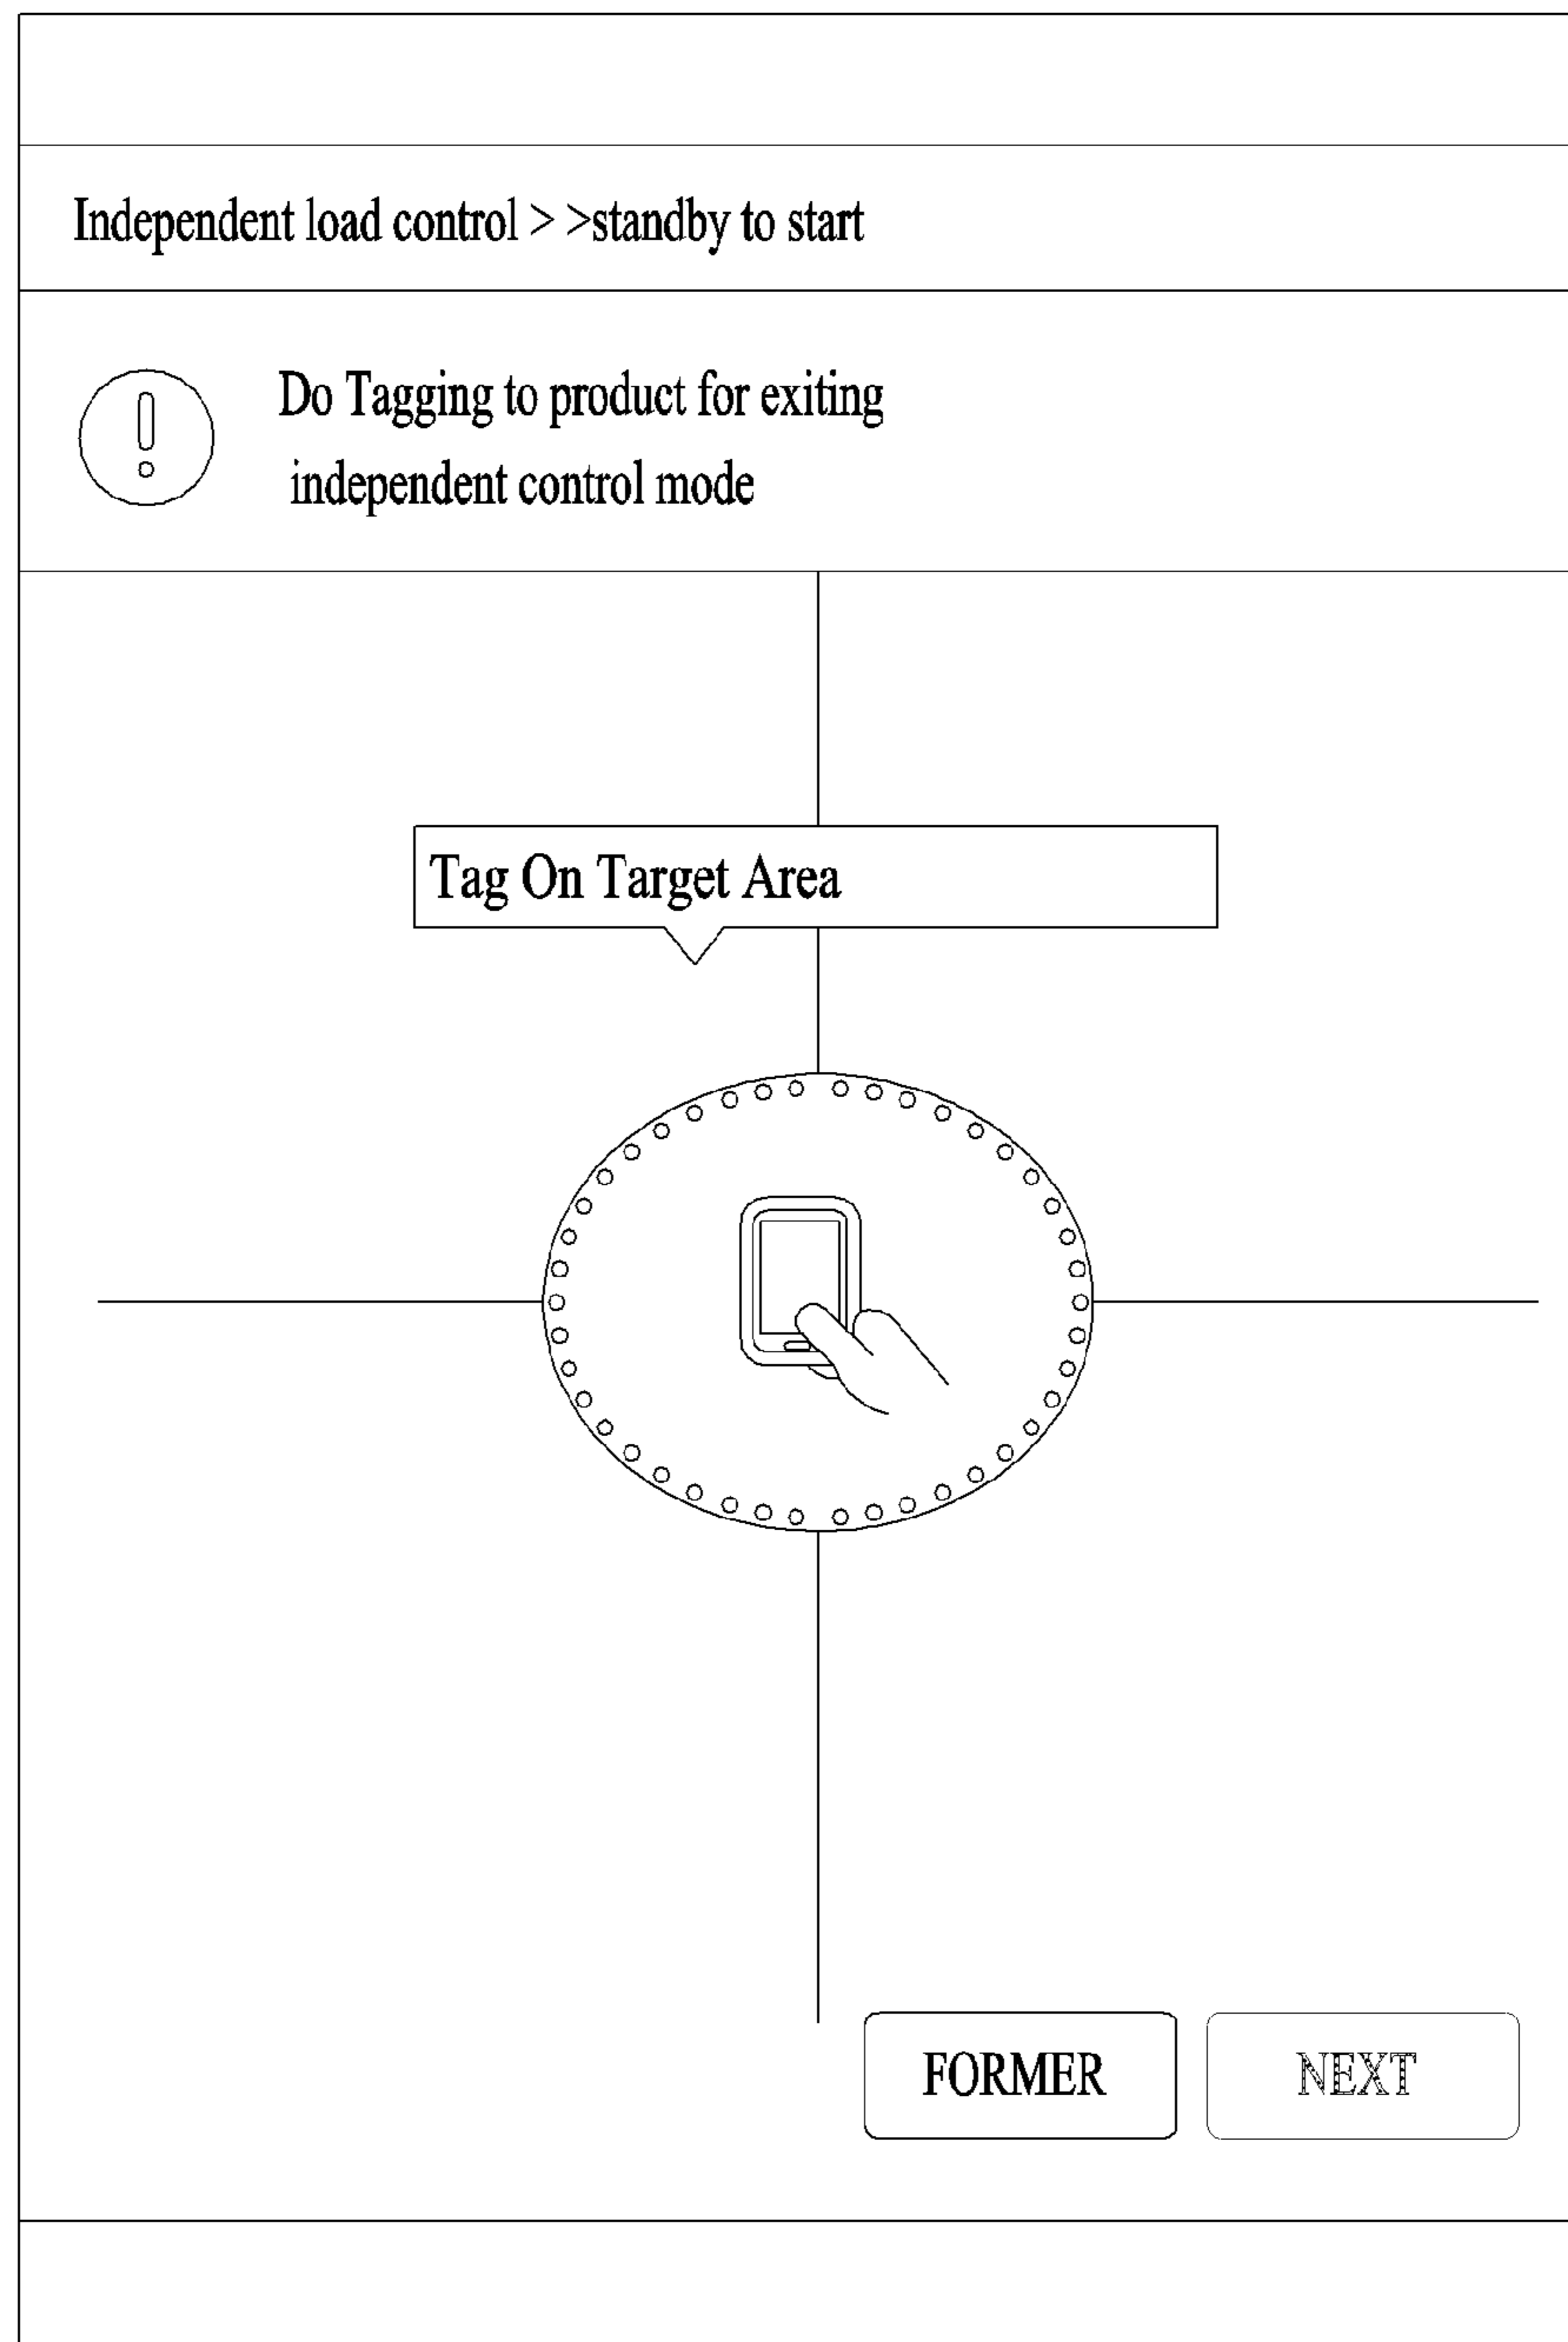 Independent load control > >standby to start
Do Tagging to product for exiting
independent control mode
Tag On Target Area
FORMER
NEXT